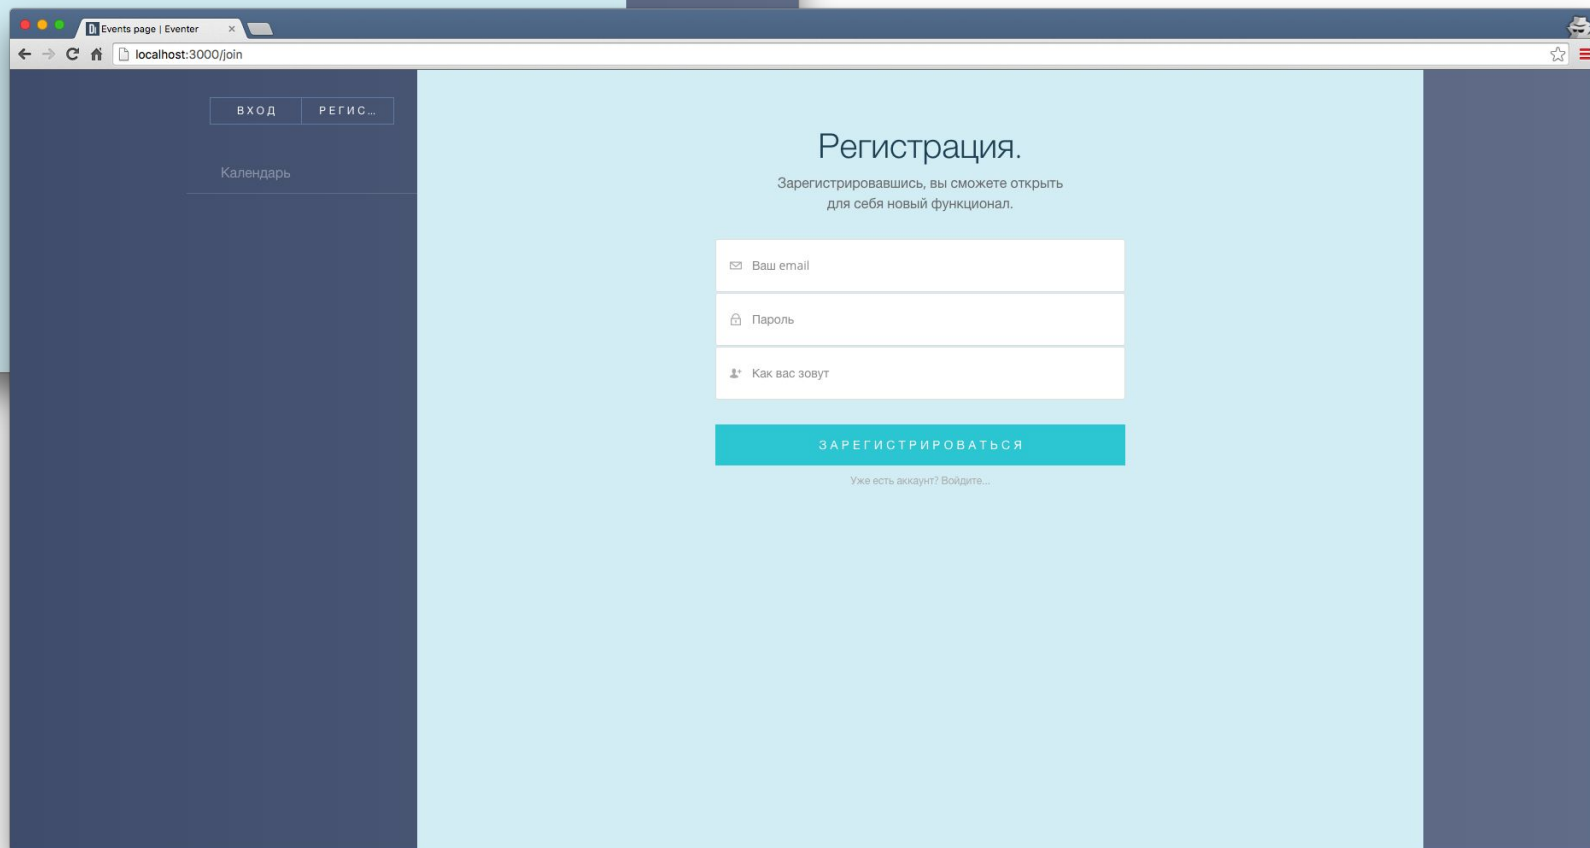 Events page | Eventer
localhost:3000/join
ВХОД
РЕГИС...
Календарь
Регистрация.
Зарегистрировавшись, вы сможете открыть
для себя новый функционал.
Ваш email
Пароль
Как вас зовут
ЗАРЕГИСТРИРОВАТЬСЯ
Уже есть аккаунт? Войдите...